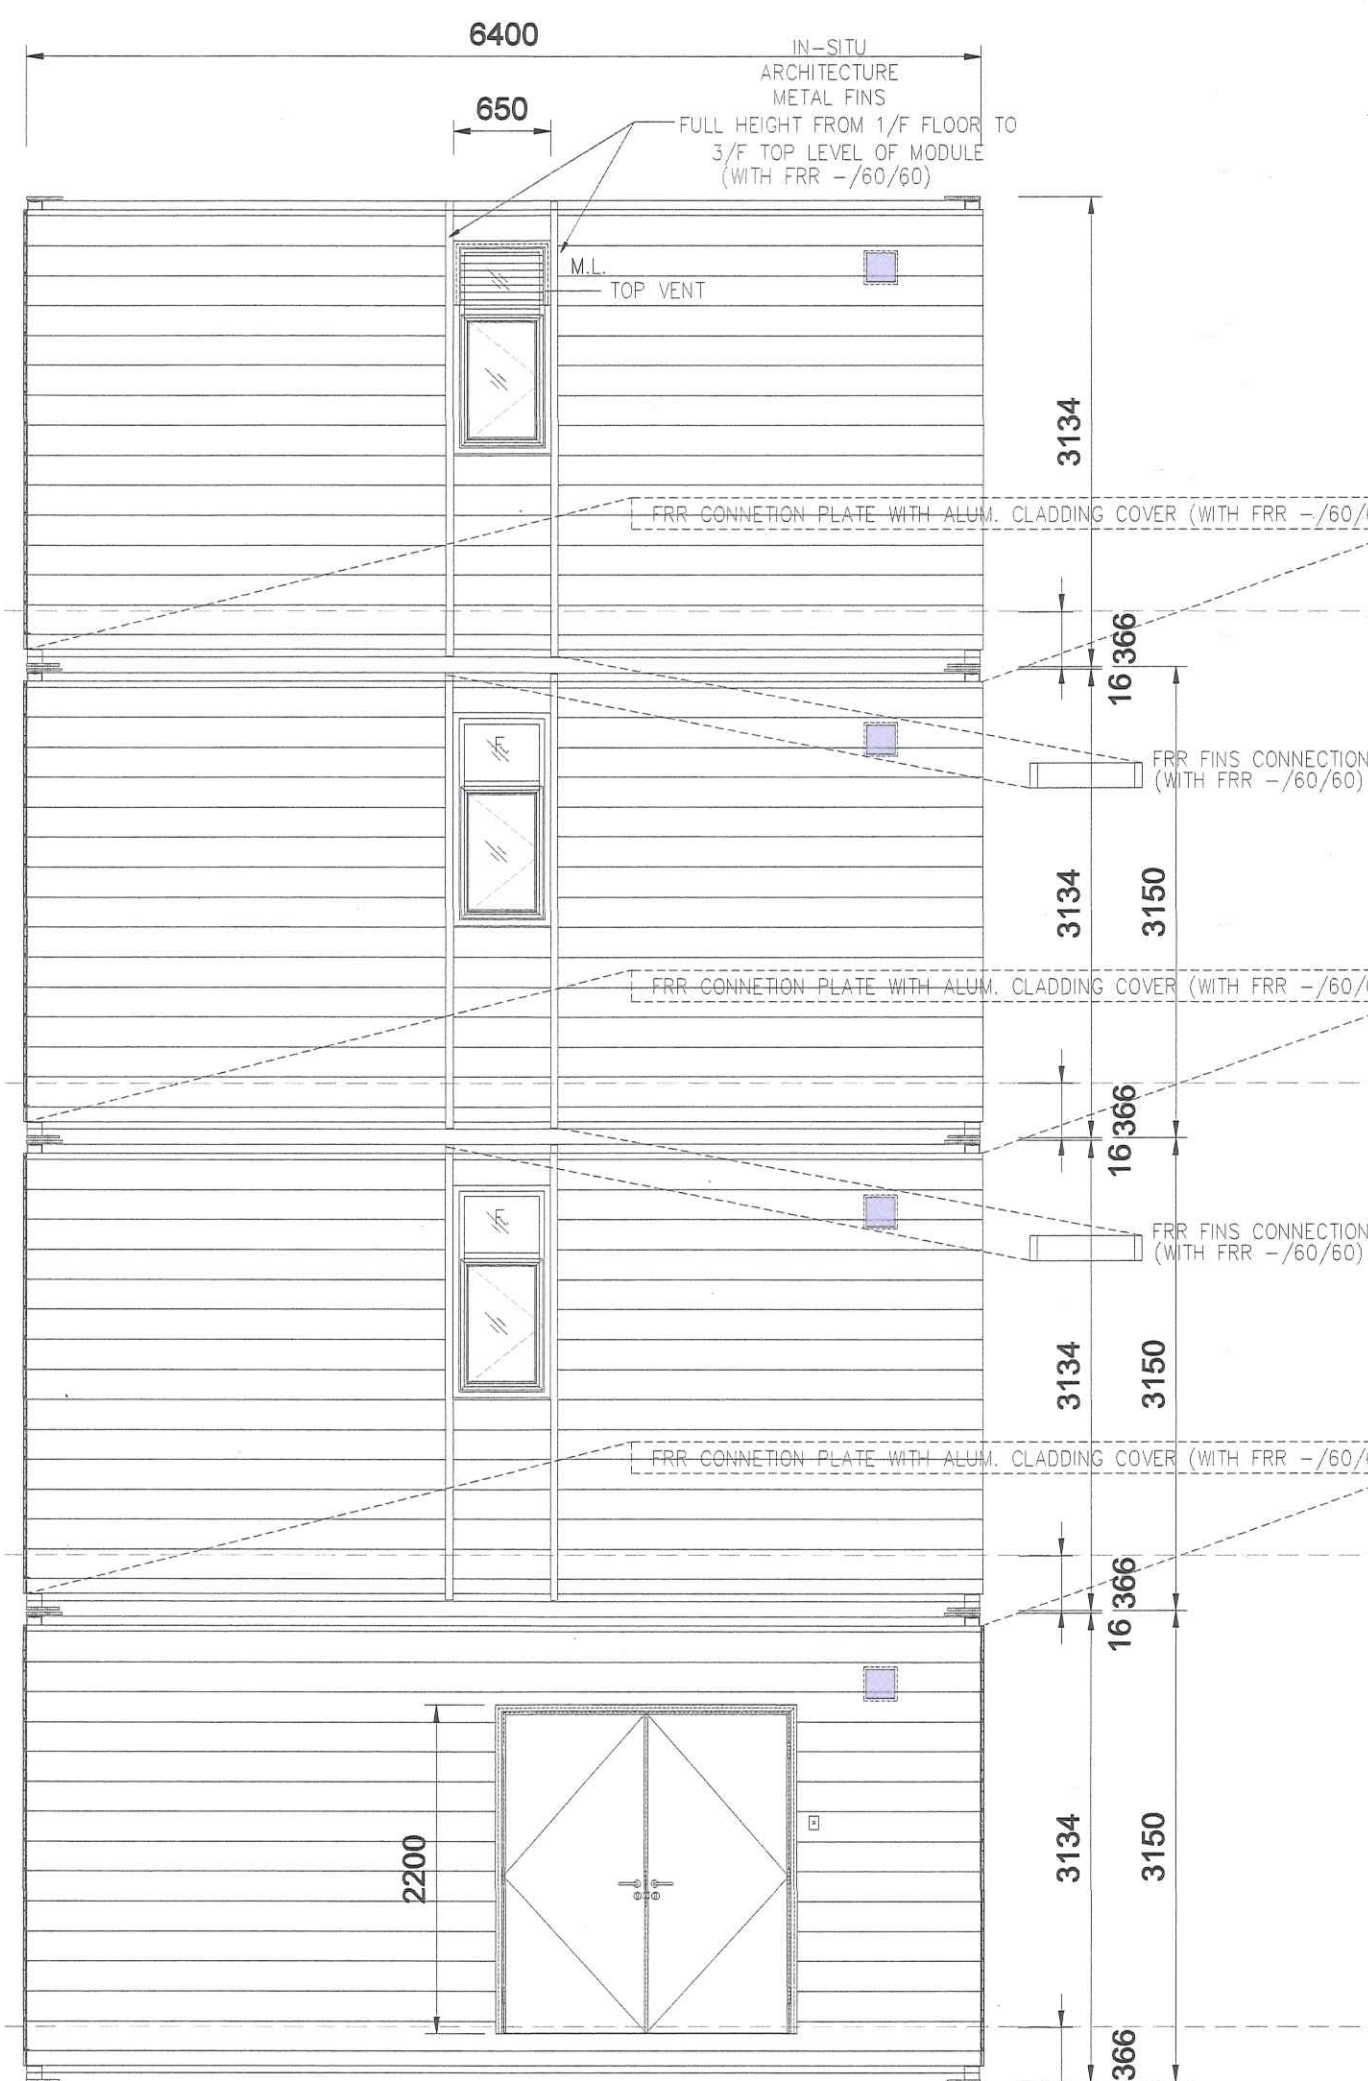 6400
IN-SITU
ARCHITECTURE
METAL FINS
650
FULL HEIGHT FROM 1/F FLOOR TO
3/F TOP LEVEL OF MODULE
(WITH FRR -/60/60)
M.L.
TOP VENT
3134
FRR CONNETION PLATE WITH ALUM. CLADDING COVER (WITH FRR -/60/
366
16
F
FRR FINS CONNECTION
(WITH FRR -/60/60)
3134
3150
FRR CONNETION PLATE WITH ALUM. CLADDING COVER (WITH FRR -/60/
366
16
F
FRR FINS CONNECTION
(WITH FRR -/60/60)
3134
3150
FRR CONNETION PLATE WITH ALUM. CLADDING COVER (WITH FRR -/60/
366
16
2200
3134
3150
366